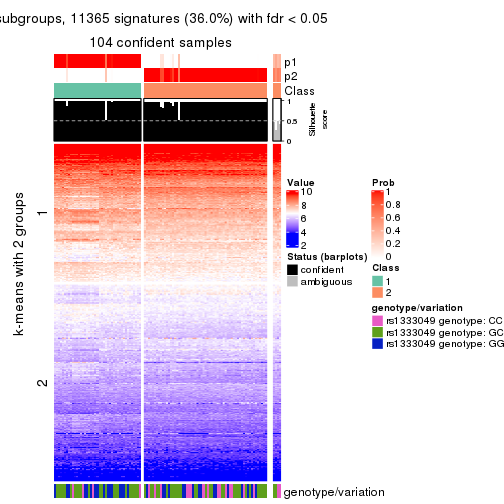 subgroups, 11365 signatures (36.0%) with fdr < 0.05
104 confident samples
p1
p2
Class
1
0.5
0
Silhouette
score
k-means with 2 groups
1
2
Value
10
8
6
4
2
Status (barplots)
confident
ambiguous
Prob
1
0.8
0.6
0.4
0.2
0
Class
1
2
genotype/variation
rs1333049 genotype: CC
rs1333049 genotype: GC
rs1333049 genotype: GG
genotype/variation